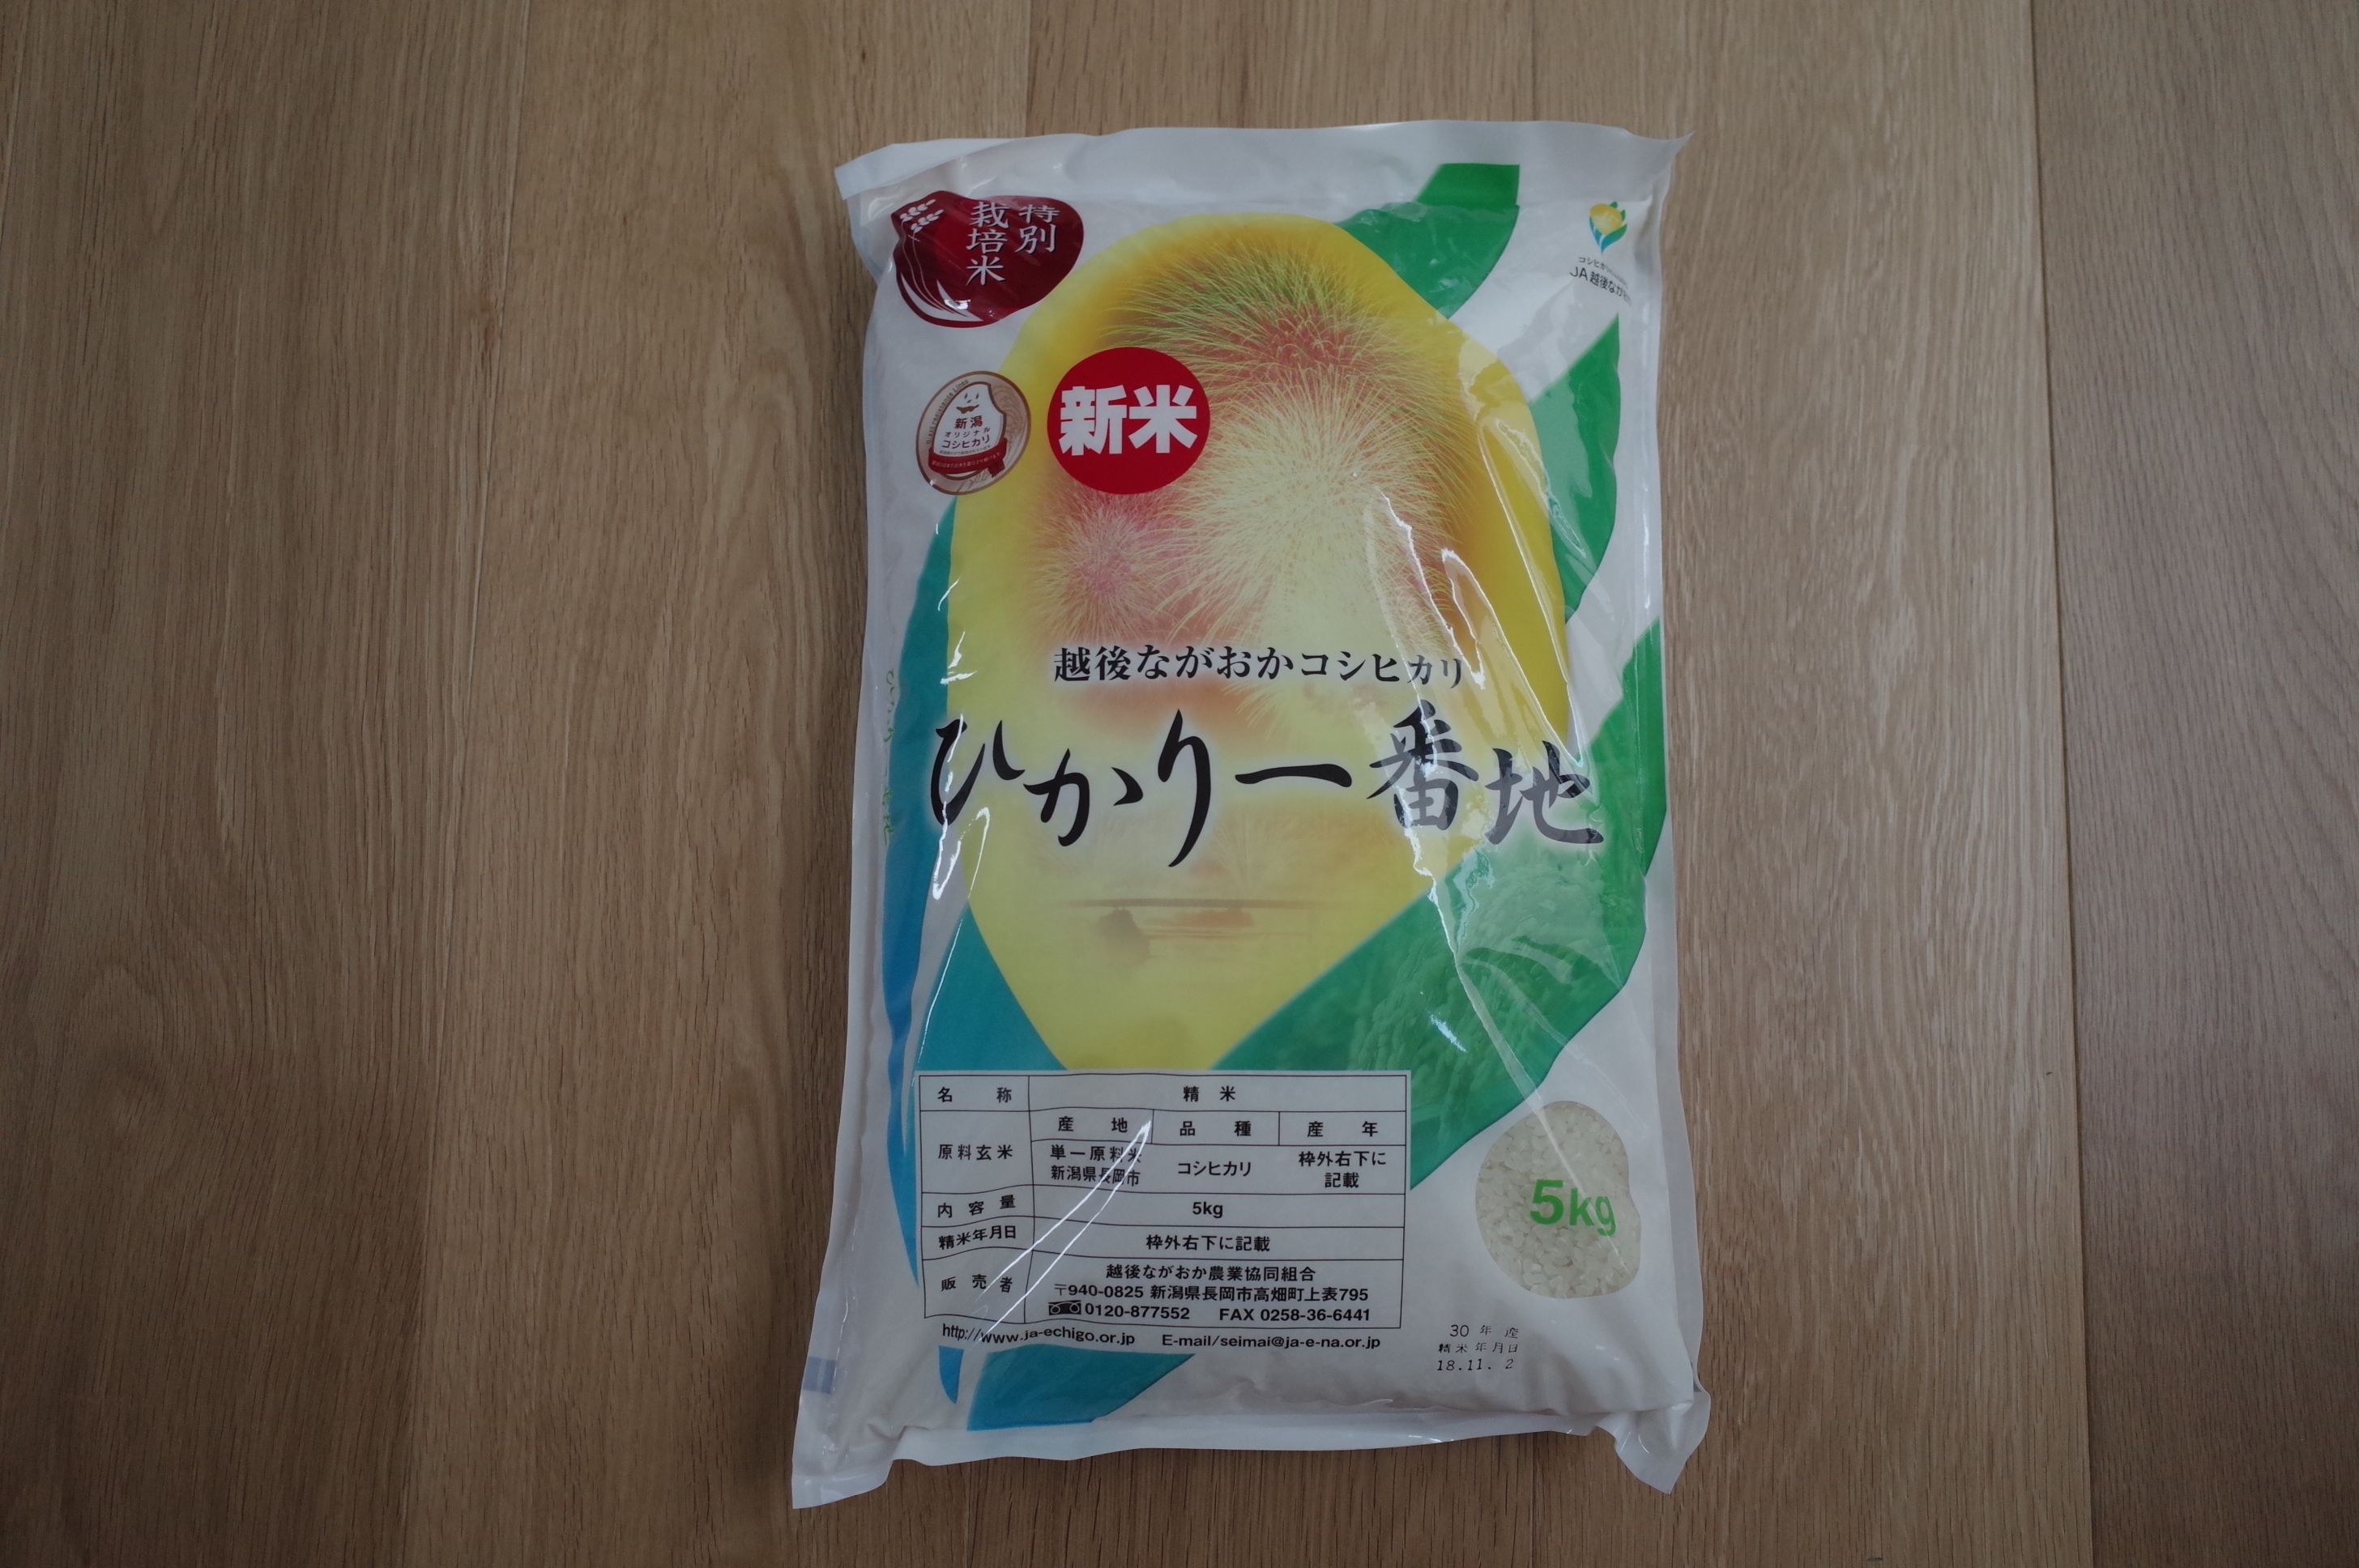 特別
栽培米
JA越後なが
新潟
オリジナル
コシヒカリ
新米
越後ながおかコシヒカリ
ひかり一番地
名称 精米
原料玄米 産地 品種 産年
単一原料米 コシヒカリ 枠外右下に
新潟県長岡市 記載
内容量 5kg
精米年月日 枠外右下に記載
販売者 越後ながおか農業協同組合
〒940-0825 新潟県長岡市高畑町上表795
0120-877552 FAX 0258-36-6441
http://www.ja-echigo.or.jp E-mail/seimai@ja-e-na.or.jp
5kg
30年産
精米年月日
18.11. 2